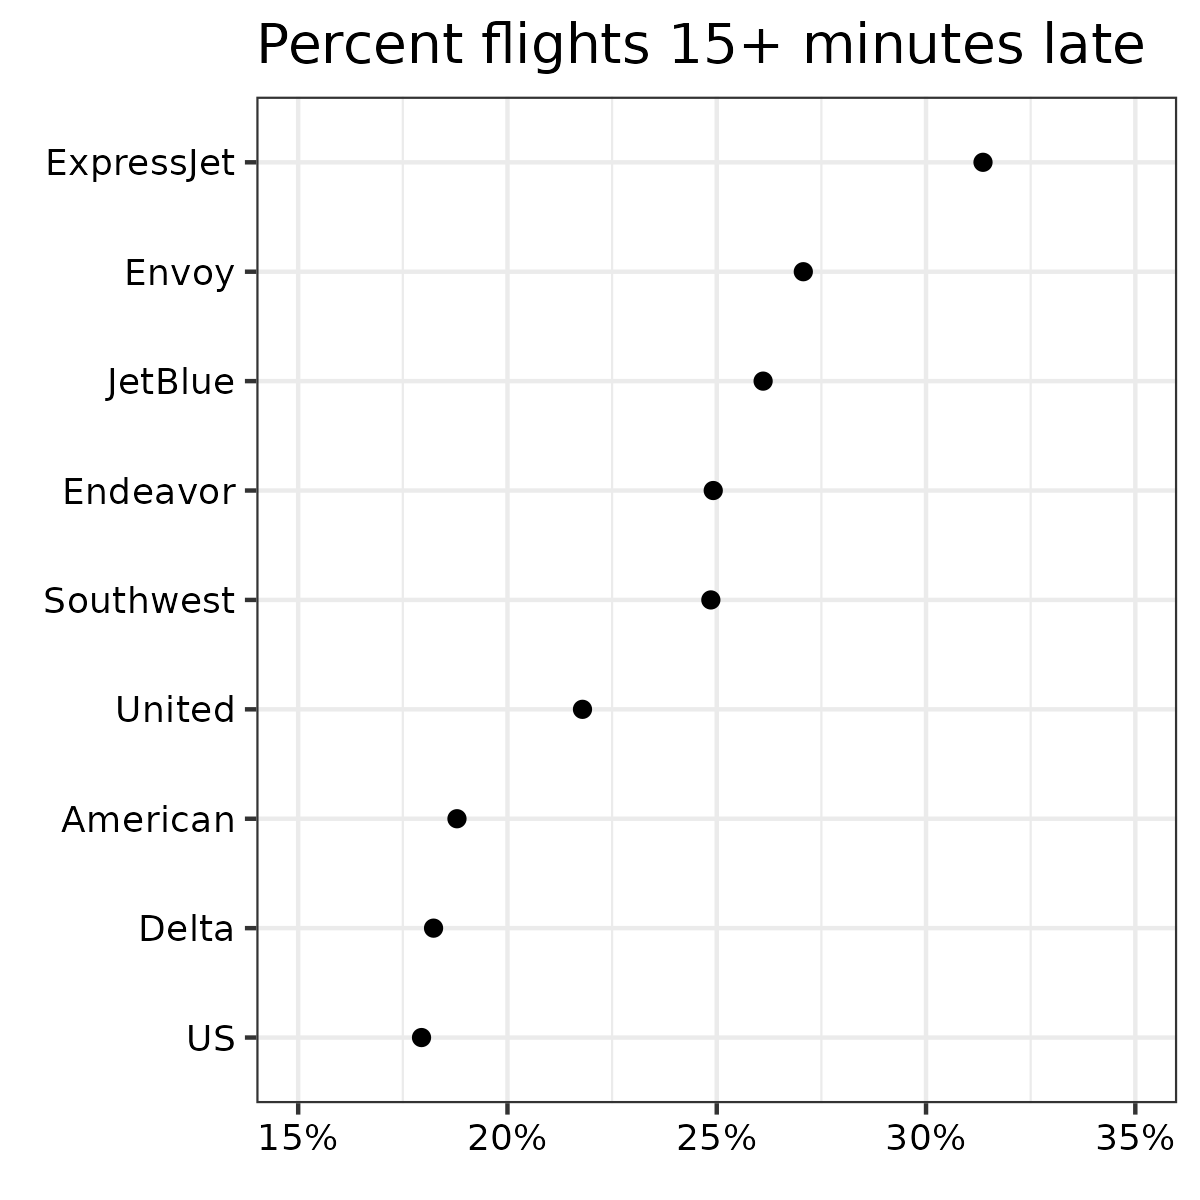 Percent flights 15+ minutes late
ExpressJet
Envoy
JetBlue
Endeavor
Southwest
United
American
Delta
US
15% 20% 25% 30% 35%